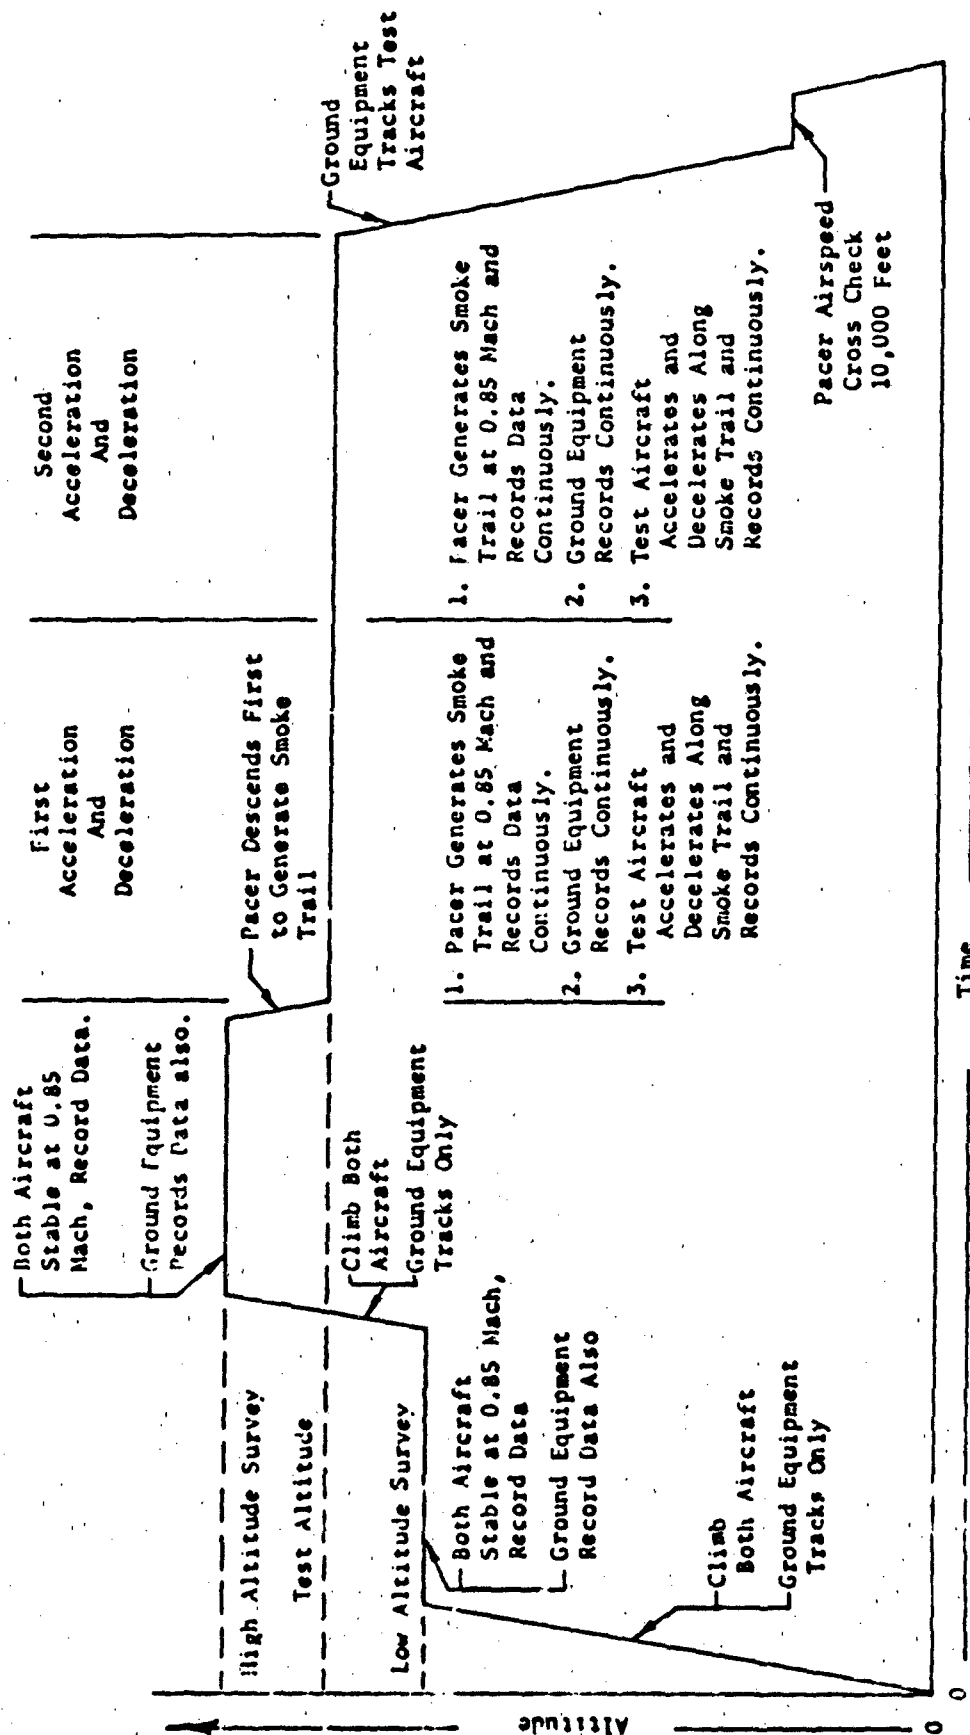 Both Aircraft
Stable at 0.85
Mach, Record Data.
Ground Equipment
Records Data also.
First
Acceleration
And
Deceleration
Second
Acceleration
And
Deceleration
Pacer Descends First
to Generate Smoke
Trail
Ground
Equipment
Tracks Test
Aircraft
High Altitude Survey
Test Altitude
Low Altitude Survey
Climb Both
Aircraft
Ground Equipment
Tracks Only
Both Aircraft
Stable at 0.85 Mach,
Record Data
Ground Equipment
Record Data Also
Climb
Both Aircraft
Ground Equipment
Tracks Only
1. Pacer Generates Smoke
Trail at 0.85 Mach and
Records Data
Continuously.
2. Ground Equipment
Records Continuously.
3. Test Aircraft
Accelerates and
Decelerates Along
Smoke Trail and
Records Continuously.
1. Pacer Generates Smoke
Trail at 0.85 Mach and
Records Data
Continuously.
2. Ground Equipment
Records Continuously.
3. Test Aircraft
Accelerates and
Decelerates Along
Smoke Trail and
Records Continuously.
Pacer Airspeed
Cross Check
10,000 Feet
Altitude
0
0
Time